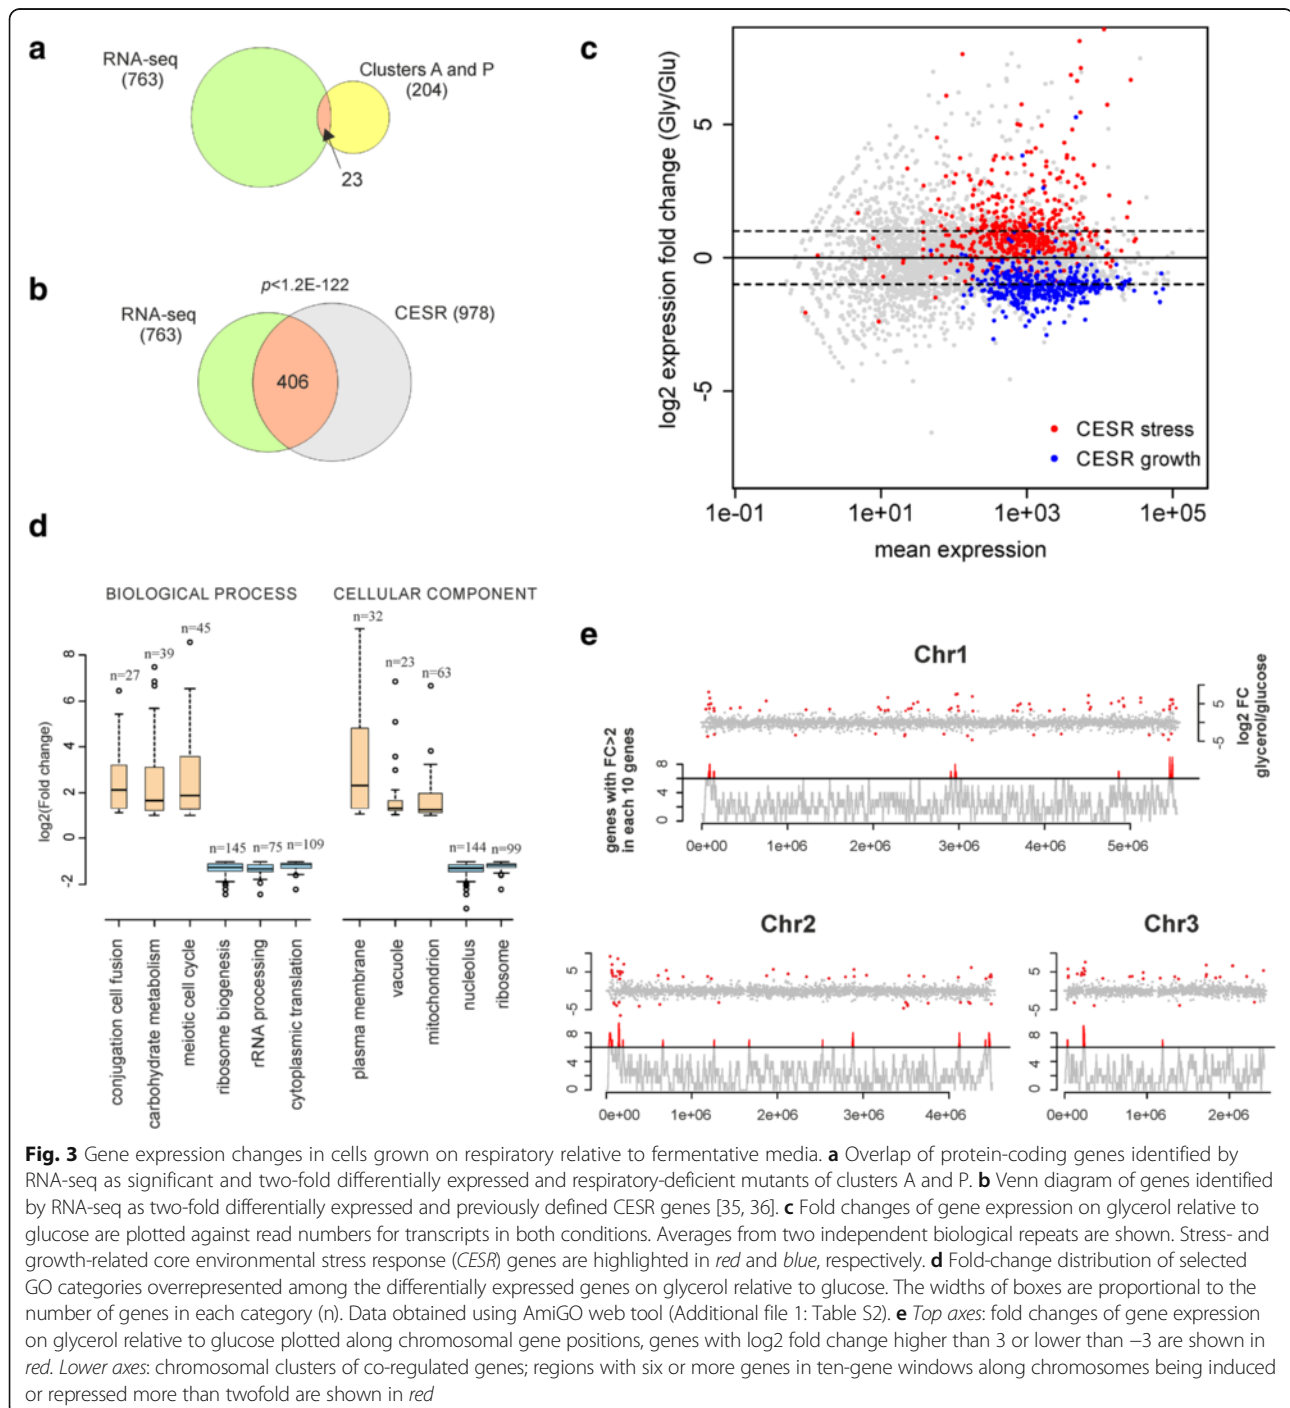 a
RNA-seq
(763)
Clusters A and P
(204)
23
b
p<1.2E-122
RNA-seq
(763)
CESR (978)
406
c
log2 expression fold change (Gly/Glu)
5
0
-5
CESR stress
CESR growth
1e-01
1e+01
1e+03
1e+05
mean expression
d
BIOLOGICAL PROCESS
CELLULAR COMPONENT
log2(Fold change)
8
6
4
2
0
-2
n=27
n=39
n=45
n=145
n=75
n=109
n=32
n=23
n=63
n=144
n=99
conjugation cell fusion
carbohydrate metabolism
meiotic cell cycle
ribosome biogenesis
rRNA processing
cytoplasmic translation
plasma membrane
vacuole
mitochondrion
nucleolus
ribosome
e
Chr1
5
-5
log2 FC
glycerol/glucose
genes with FC>2
in each 10 genes
8
4
0
0e+00
1e+06
2e+06
3e+06
4e+06
5e+06
Chr2
5
-5
8
4
0
0e+00
1e+06
2e+06
3e+06
4e+06
Chr3
5
-5
8
4
0
0e+00
1e+06
2e+06
Fig. 3 Gene expression changes in cells grown on respiratory relative to fermentative media. a Overlap of protein-coding genes identified by
RNA-seq as significant and two-fold differentially expressed and respiratory-deficient mutants of clusters A and P. b Venn diagram of genes identified
by RNA-seq as two-fold differentially expressed and previously defined CESR genes [35, 36]. c Fold changes of gene expression on glycerol relative to
glucose are plotted against read numbers for transcripts in both conditions. Averages from two independent biological repeats are shown. Stress- and
growth-related core environmental stress response (CESR) genes are highlighted in red and blue, respectively. d Fold-change distribution of selected
GO categories overrepresented among the differentially expressed genes on glycerol relative to glucose. The widths of boxes are proportional to the
number of genes in each category (n). Data obtained using AmiGO web tool (Additional file 1: Table S2). e Top axes: fold changes of gene expression
on glycerol relative to glucose plotted along chromosomal gene positions, genes with log2 fold change higher than 3 or lower than −3 are shown in
red. Lower axes: chromosomal clusters of co-regulated genes; regions with six or more genes in ten-gene windows along chromosomes being induced
or repressed more than twofold are shown in red